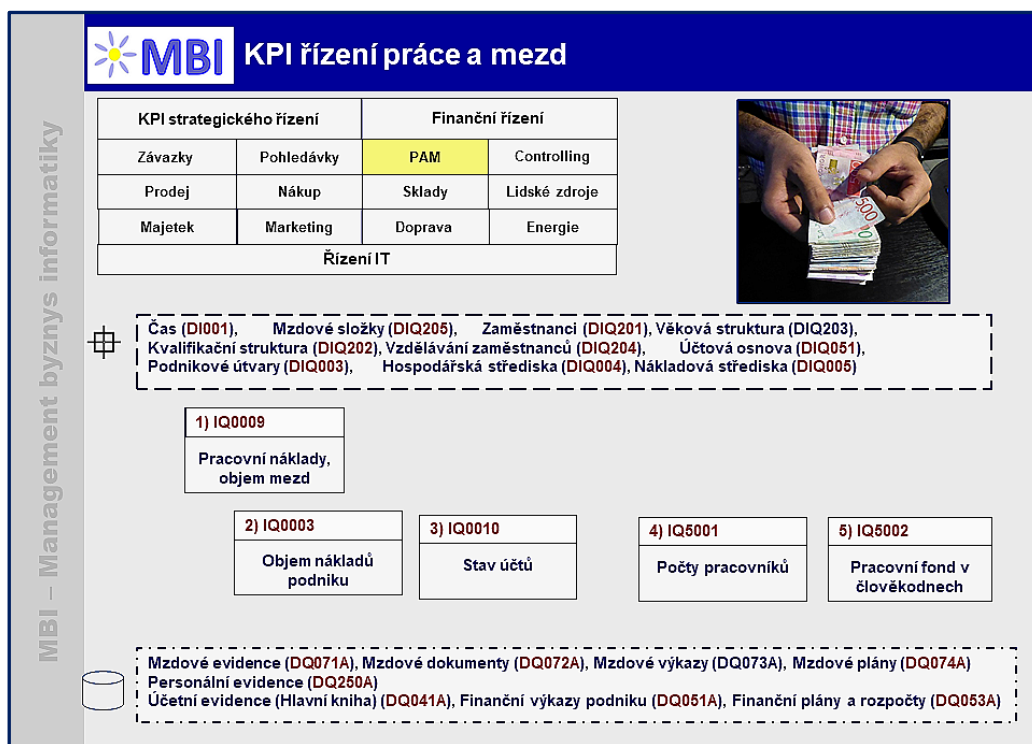 MBI
KPI řízení práce a mezd
MBI – Management byznys informatiky
KPI strategického řízení
Finanční řízení
Závazky
Pohledávky
PAM
Controlling
Prodej
Nákup
Sklady
Lidské zdroje
Majetek
Marketing
Doprava
Energie
Řízení IT
Čas (DI001), Mzdové složky (DIQ205), Zaměstnanci (DIQ201), Věková struktura (DIQ203),
Kvalifikační struktura (DIQ202), Vzdělávání zaměstnanců (DIQ204), Účtová osnova (DIQ051),
Podnikové útvary (DIQ003), Hospodářská střediska (DIQ004), Nákladová střediska (DIQ005)
1) IQ0009
Pracovní náklady,
objem mezd
2) IQ0003
Objem nákladů
podniku
3) IQ0010
Stav účtů
4) IQ5001
Počty pracovníků
5) IQ5002
Pracovní fond v
člověkodnech
Mzdové evidence (DQ071A), Mzdové dokumenty (DQ072A), Mzdové výkazy (DQ073A), Mzdové plány (DQ074A)
Personální evidence (DQ250A)
Účetní evidence (Hlavní kniha) (DQ041A), Finanční výkazy podniku (DQ051A), Finanční plány a rozpočty (DQ053A)
500